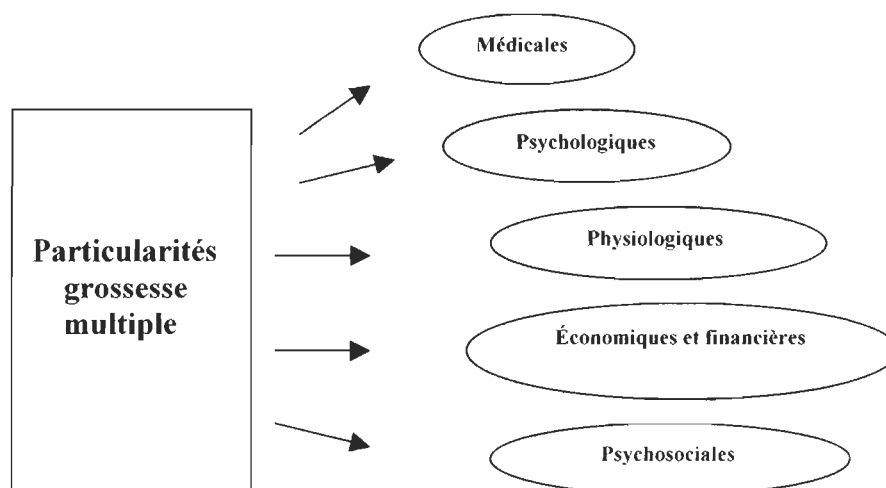 Médicales
Psychologiques
Physiologiques
Particularités
grossesse
multiple
Économiques et financières
Psychosociales